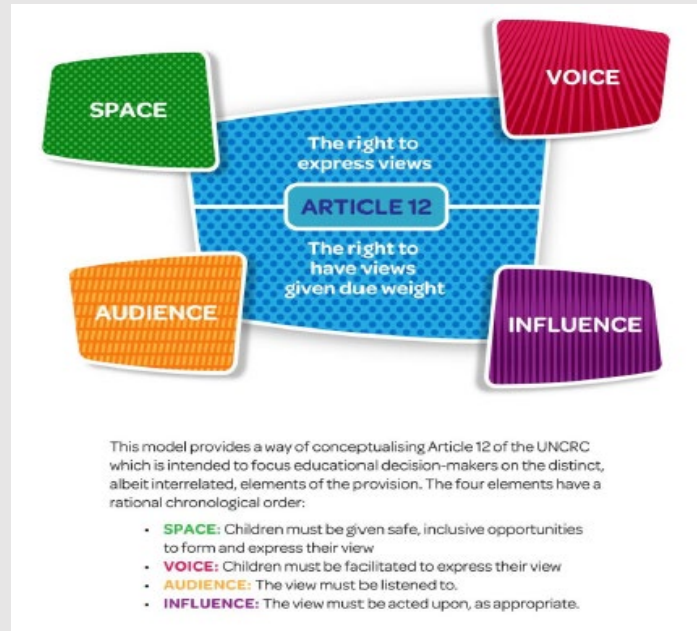 SPACE
VOICE
The right to
express views
ARTICLE 12
The right to
have views
given due weight
AUDIENCE
INFLUENCE
This model provides a way of conceptualising Article 12 of the UNCRC
which is intended to focus educational decision-makers on the distinct,
albeit interrelated, elements of the provision. The four elements have a
rational chronological order:
• SPACE: Children must be given safe, inclusive opportunities
to form and express their view
• VOICE: Children must be facilitated to express their view
• AUDIENCE: The view must be listened to.
• INFLUENCE: The view must be acted upon, as appropriate.